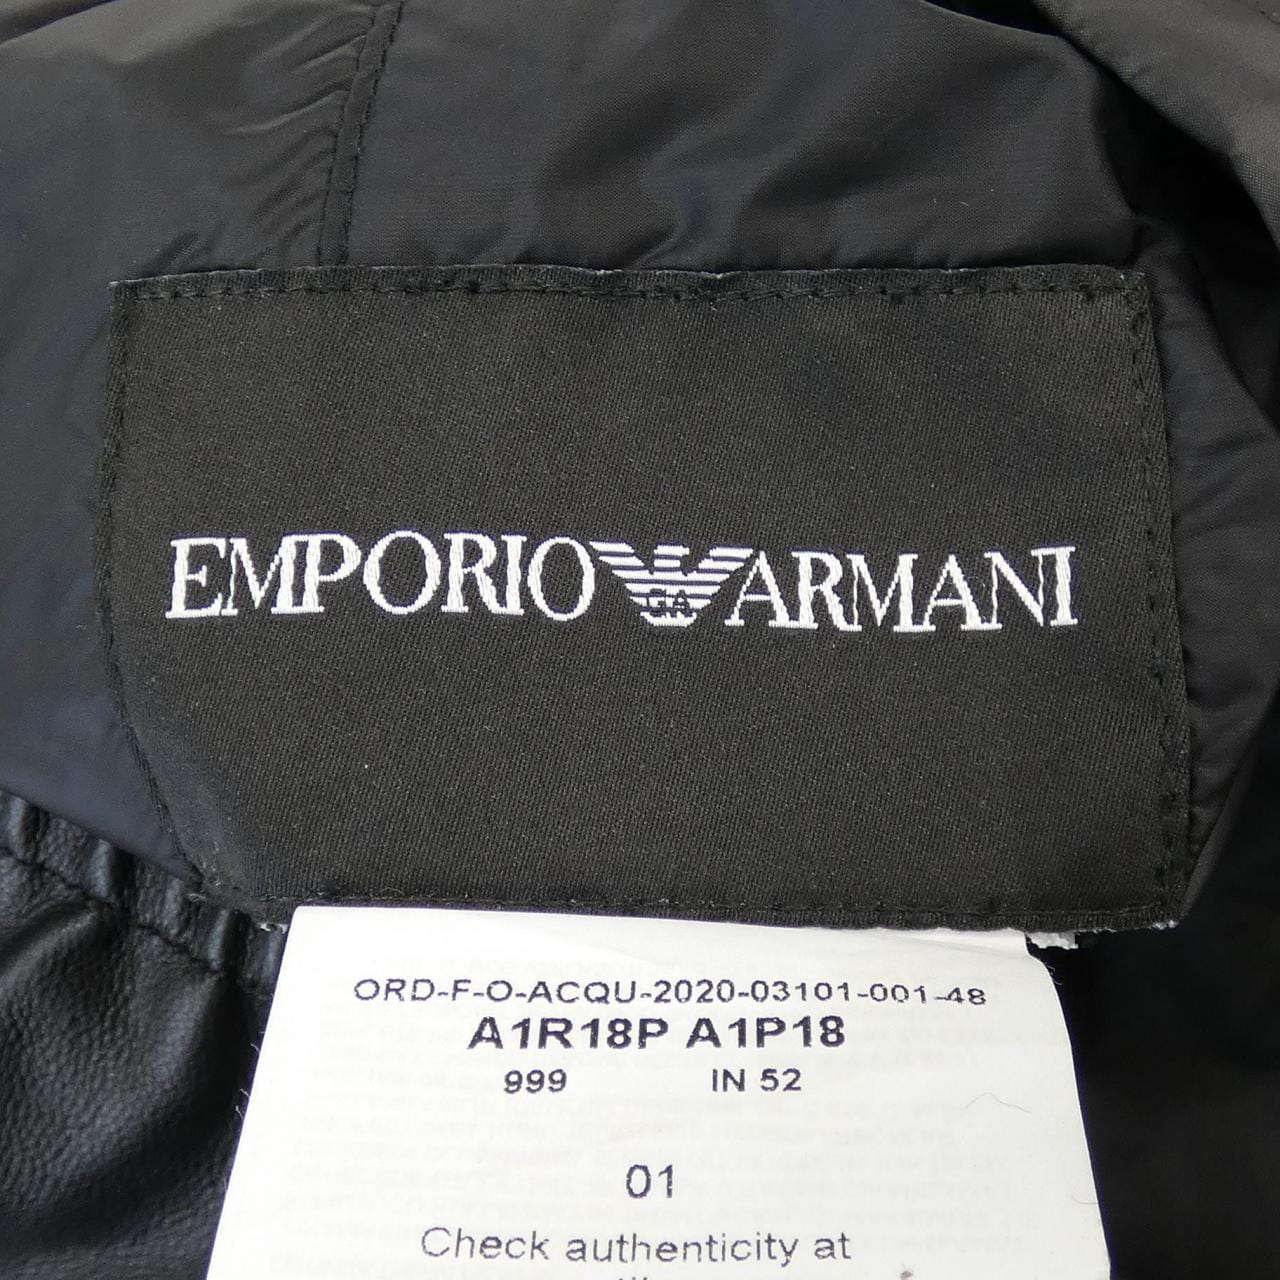 EMPORIO GA ARMANI
ORD-F-O-ACQU-2020-03101-001-48
A1R18P A1P18
999 IN 52
01
Check authenticity at